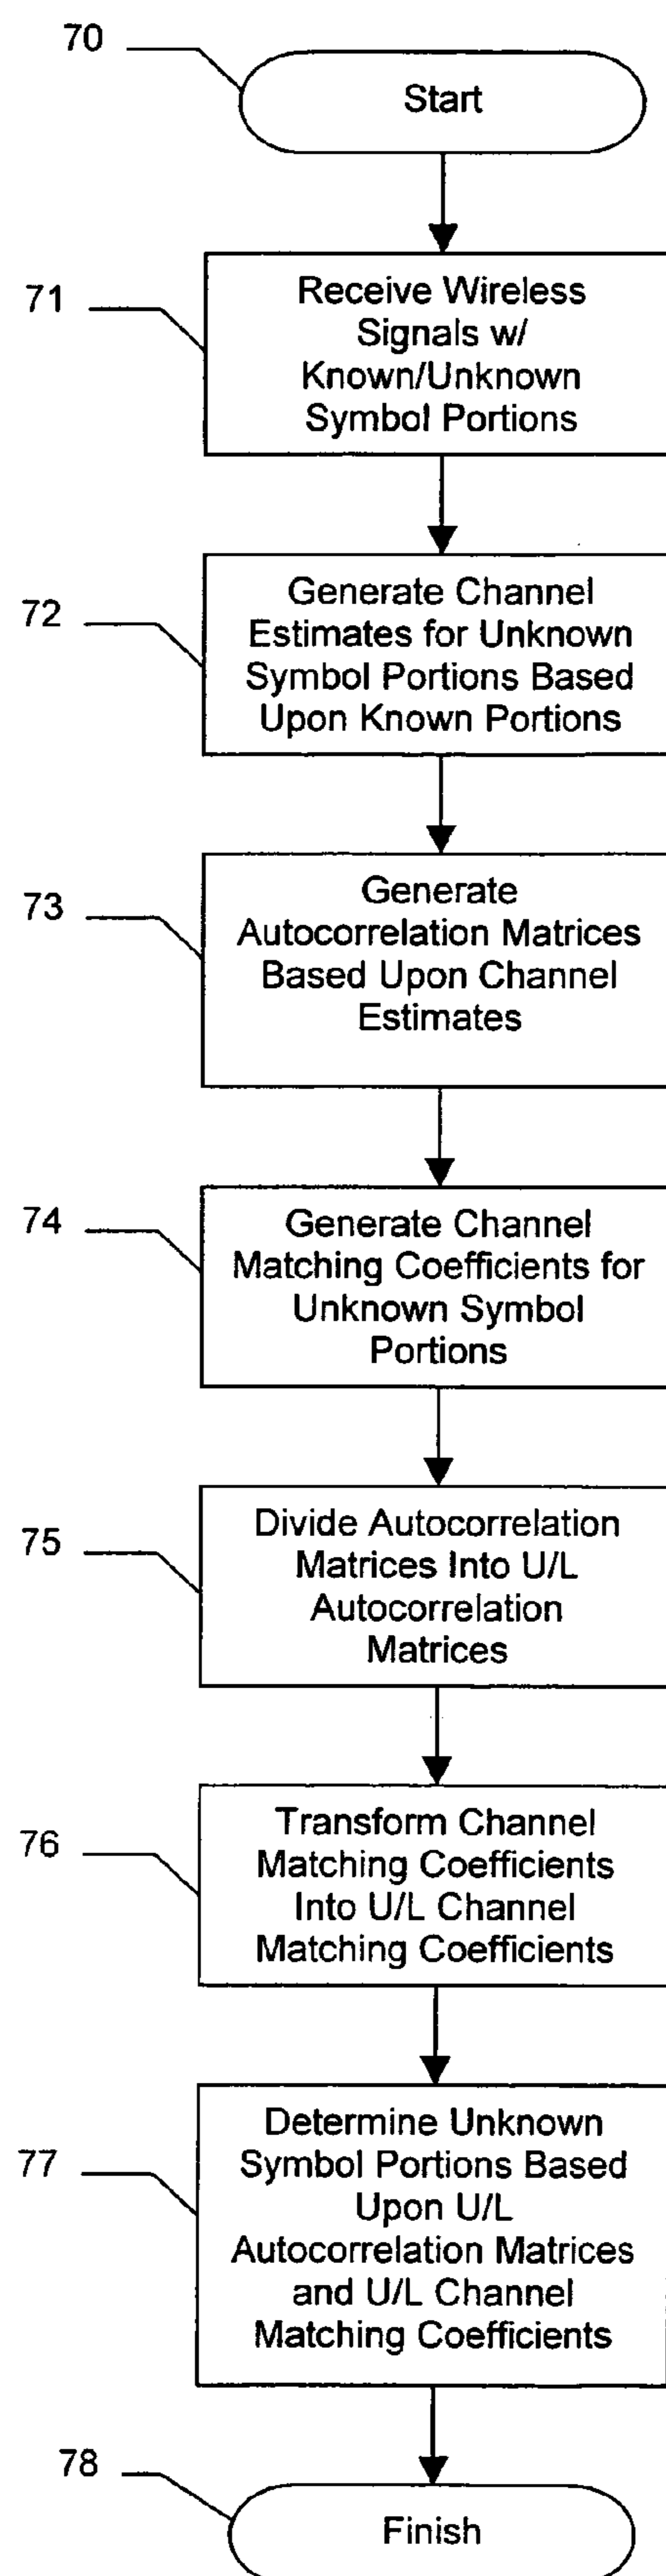 70
Start
71
Receive Wireless
Signals w/
Known/Unknown
Symbol Portions
72
Generate Channel
Estimates for Unknown
Symbol Portions Based
Upon Known Portions
73
Generate
Autocorrelation Matrices
Based Upon Channel
Estimates
74
Generate Channel
Matching Coefficients for
Unknown Symbol
Portions
75
Divide Autocorrelation
Matrices Into U/L
Autocorrelation
Matrices
76
Transform Channel
Matching Coefficients
Into U/L Channel
Matching Coefficients
77
Determine Unknown
Symbol Portions Based
Upon U/L
Autocorrelation Matrices
and U/L Channel
Matching Coefficients
78
Finish